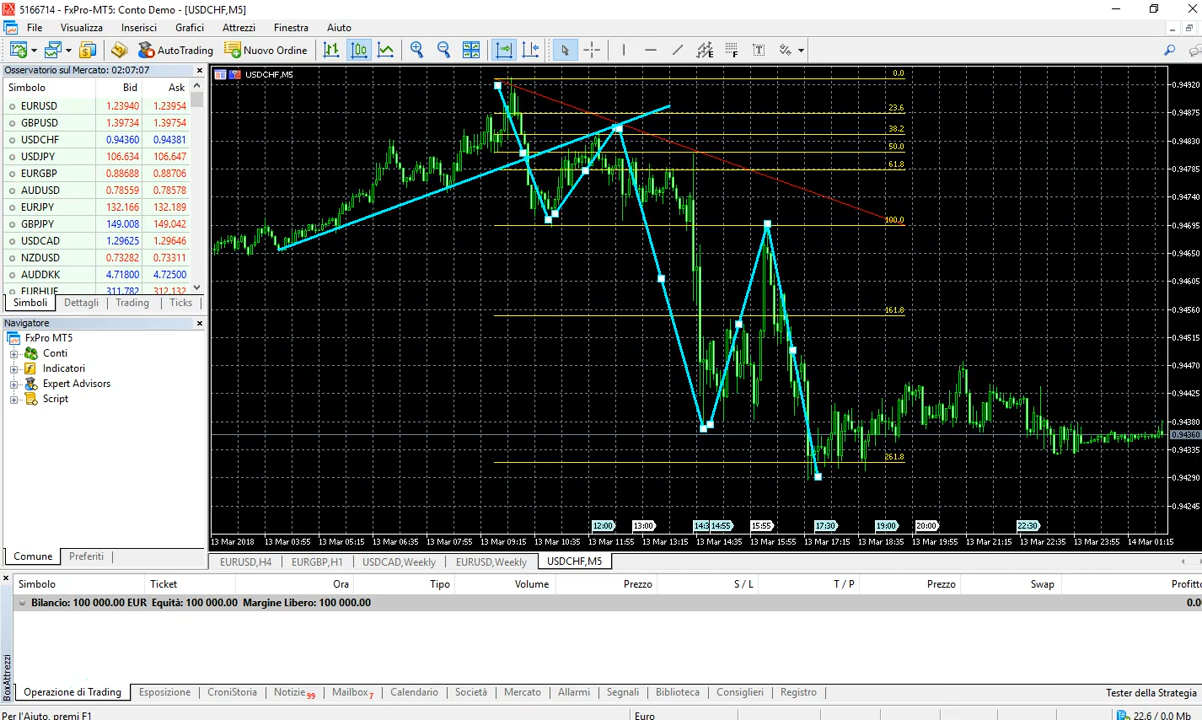 5166714 - FxPro-MT5: Conto Demo - [USDCHF,M5]
File Visualizza Inserisci Grafici Attrezzi Finestra Aiuto
AutoTrading Nuovo Ordine
Osservatorio sul Mercato: 02:07:07
Simbolo Bid Ask
EURUSD 1.23940 1.23954
GBPUSD 1.39734 1.39754
USDCHF 0.94360 0.94381
USDJPY 106.634 106.647
EURGBP 0.88688 0.88706
AUDUSD 0.78559 0.78578
EURJPY 132.166 132.189
GBPJPY 149.008 149.042
USDCAD 1.29625 1.29646
NZDUSD 0.73282 0.73311
AUDDKK 4.71800 4.72500
EURHUF 311.782 312.132
Simboli Dettagli Trading Ticks
Navigatore
FxPro MT5
Conti
Indicatori
Expert Advisors
Script
Comune Preferiti
USDCHF,M5
0.0
23.6
38.2
50.0
61.8
100.0
161.8
261.8
0.94920
0.94875
0.94830
0.94785
0.94740
0.94695
0.94650
0.94605
0.94560
0.94515
0.94470
0.94425
0.94380
0.94360
0.94335
0.94290
0.94245
12:00 13:00 14:3 14:55 15:55 17:30 19:00 20:00 22:30
13 Mar 2018 13 Mar 03:55 13 Mar 05:15 13 Mar 06:35 13 Mar 07:55 13 Mar 09:15 13 Mar 10:35 13 Mar 11:55 13 Mar 13:15 13 Mar 14:35 13 Mar 15:55 13 Mar 17:15 13 Mar 18:35 13 Mar 19:55 13 Mar 21:15 13 Mar 22:35 13 Mar 23:55 14 Mar 01:15
EURUSD,H4 EURGBP,H1 USDCAD,Weekly EURUSD,Weekly USDCHF,M5
Simbolo Ticket Ora Tipo Volume Prezzo S / L T / P Prezzo Swap Profitto
Bilancio: 100 000.00 EUR Equità: 100 000.00 Margine Libero: 100 000.00 0.0
BoxAttrezzi
Operazione di Trading Esposizione CroniStoria Notizie 99 Mailbox 7 Calendario Società Mercato Allarmi Segnali Biblioteca Consiglieri Registro Tester della Strategia
Per l'Aiuto, premi F1 Euro 22.6 / 0.0 Mb